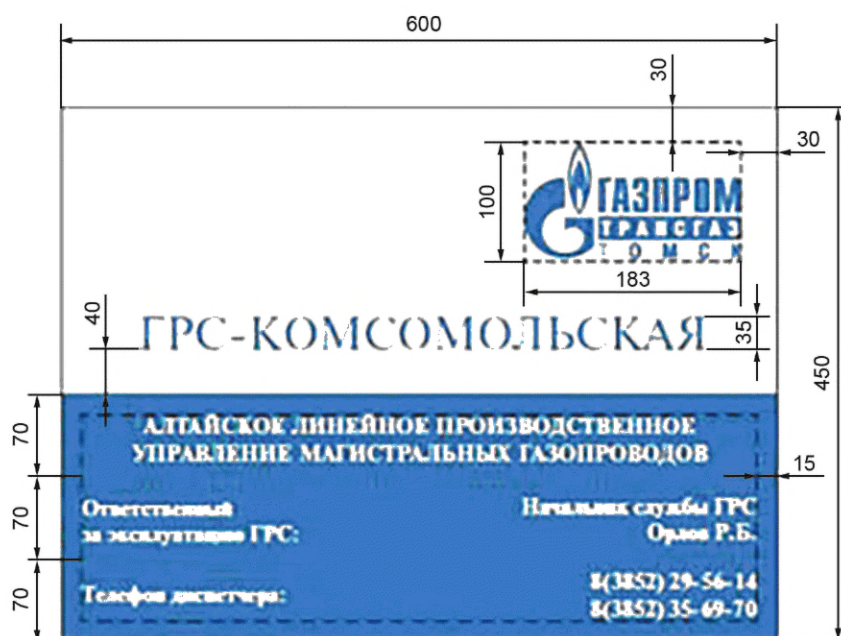 600
30
30
100
ГАЗПРОМ
ТРАНСГАЗ
ТОМСК
183
40
ГРС-КОМСОМОЛЬСКАЯ
35
450
70
АЛТАЙСКОЕ ЛИНЕЙНОЕ ПРОИЗВОДСТВЕННОЕ
УПРАВЛЕНИЕ МАГИСТРАЛЬНЫХ ГАЗОПРОВОДОВ
15
70
Ответственный
за эксплуатацию ГРС:
Начальник службы ГРС
Орлов Р.Б.
70
Телефон диспетчера:
8(3852) 29-56-14
8(3852) 35-69-70